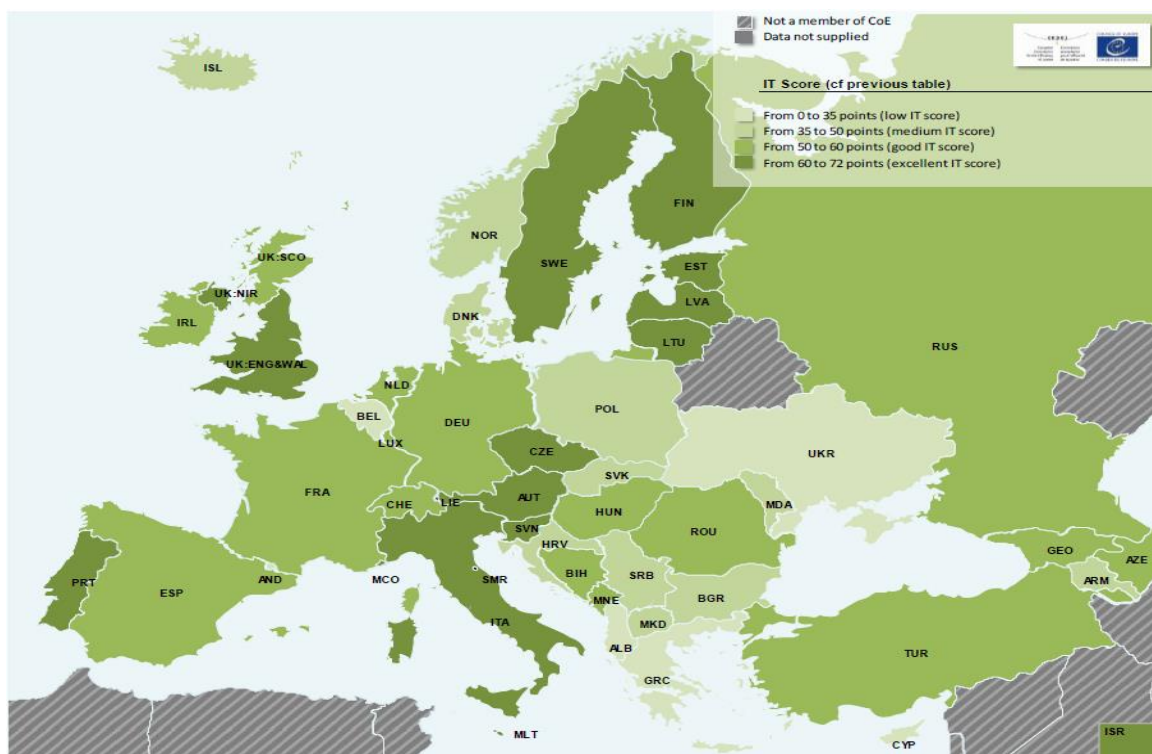 Not a member of CoE
Data not supplied
IT Score (cf previous table)
From 0 to 35 points (low IT score)
From 35 to 50 points (medium IT score)
From 50 to 60 points (good IT score)
From 60 to 72 points (excellent IT score)
ISL
FIN
NOR
UK:SCO
SWE
EST
UK:NIR
LVA
DNK
IRL
LTU
RUS
UK:ENG&WAL
NLD
POL
BEL
DEU
LUX
CZE
UKR
SVK
FRA
AUT
MDA
CHE
LIE
HUN
SVN
ROU
HRV
GEO
AZE
PRT
AND
MCO
SMR
BIH
SRB
ARM
ESP
MNE
BGR
ITA
MKD
ALB
TUR
GRC
MLT
CYP
ISR